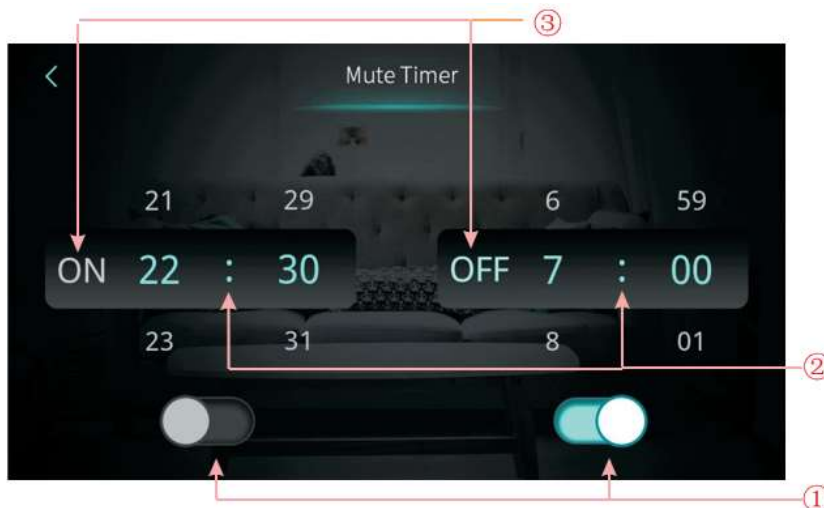 ③
< Mute Timer
21 29 6 59
ON 22 : 30 OFF 7 : 00
23 31 8 01
②
①